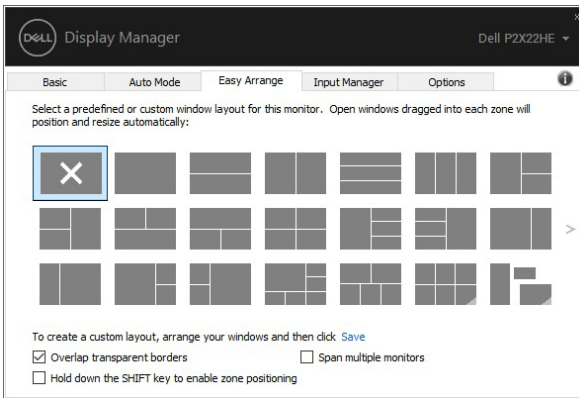 DELL Display Manager Dell P2X22HE
Basic Auto Mode Easy Arrange Input Manager Options
Select a predefined or custom window layout for this monitor. Open windows dragged into each zone will
position and resize automatically:
To create a custom layout, arrange your windows and then click Save
Overlap transparent borders Span multiple monitors
Hold down the SHIFT key to enable zone positioning